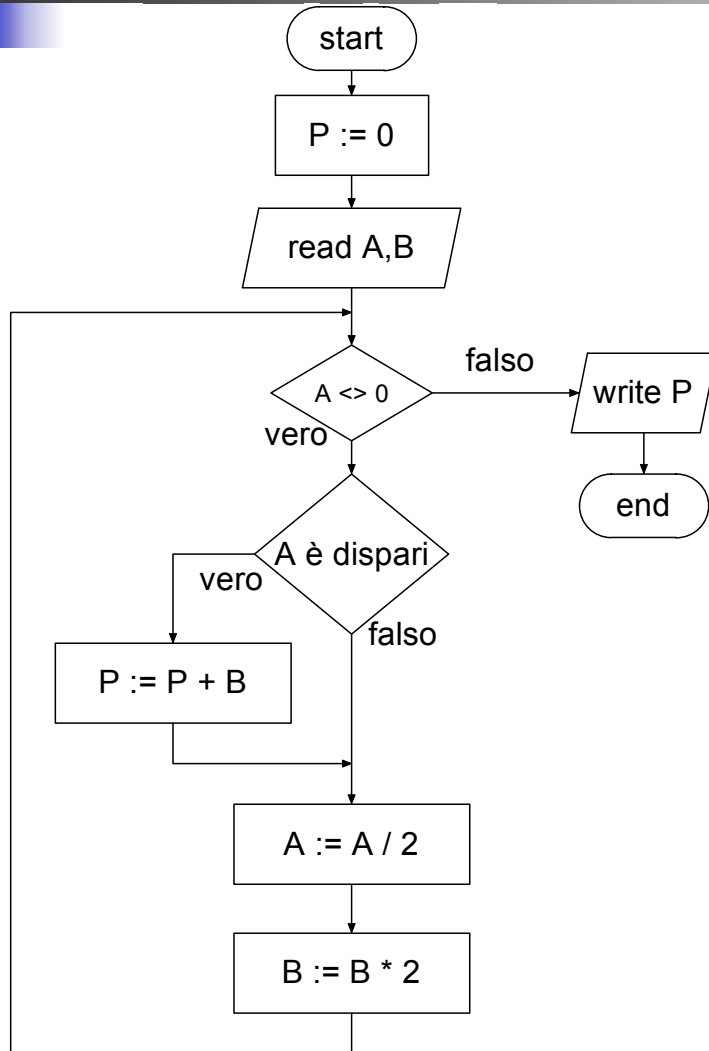 start
P := 0
read A,B
A <> 0
falso
write P
end
vero
A è dispari
vero
falso
P := P + B
A := A / 2
B := B * 2